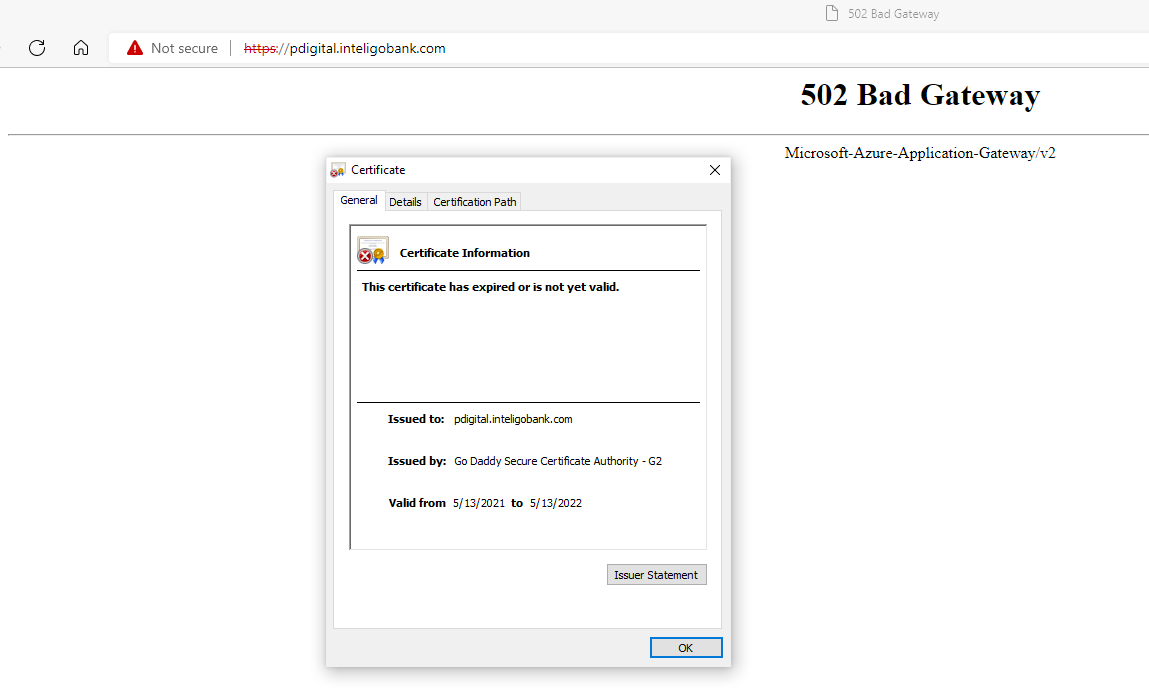 502 Bad Gateway
Not secure https://pdigital.inteligobank.com
502 Bad Gateway
Microsoft-Azure-Application-Gateway/v2
Certificate
General Details Certification Path
Certificate Information
This certificate has expired or is not yet valid.
Issued to: pdigital.inteligobank.com
Issued by: Go Daddy Secure Certificate Authority - G2
Valid from 5/13/2021 to 5/13/2022
Issuer Statement
OK